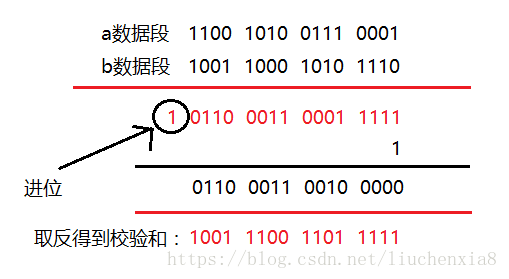 a数据段 1100 1010 0111 0001
b数据段 1001 1000 1010 1110
1 0110 0011 0001 1111
1
进位
0110 0011 0010 0000
取反得到校验和：1001 1100 1101 1111
https://blog.csdn.net/liuchenxia8